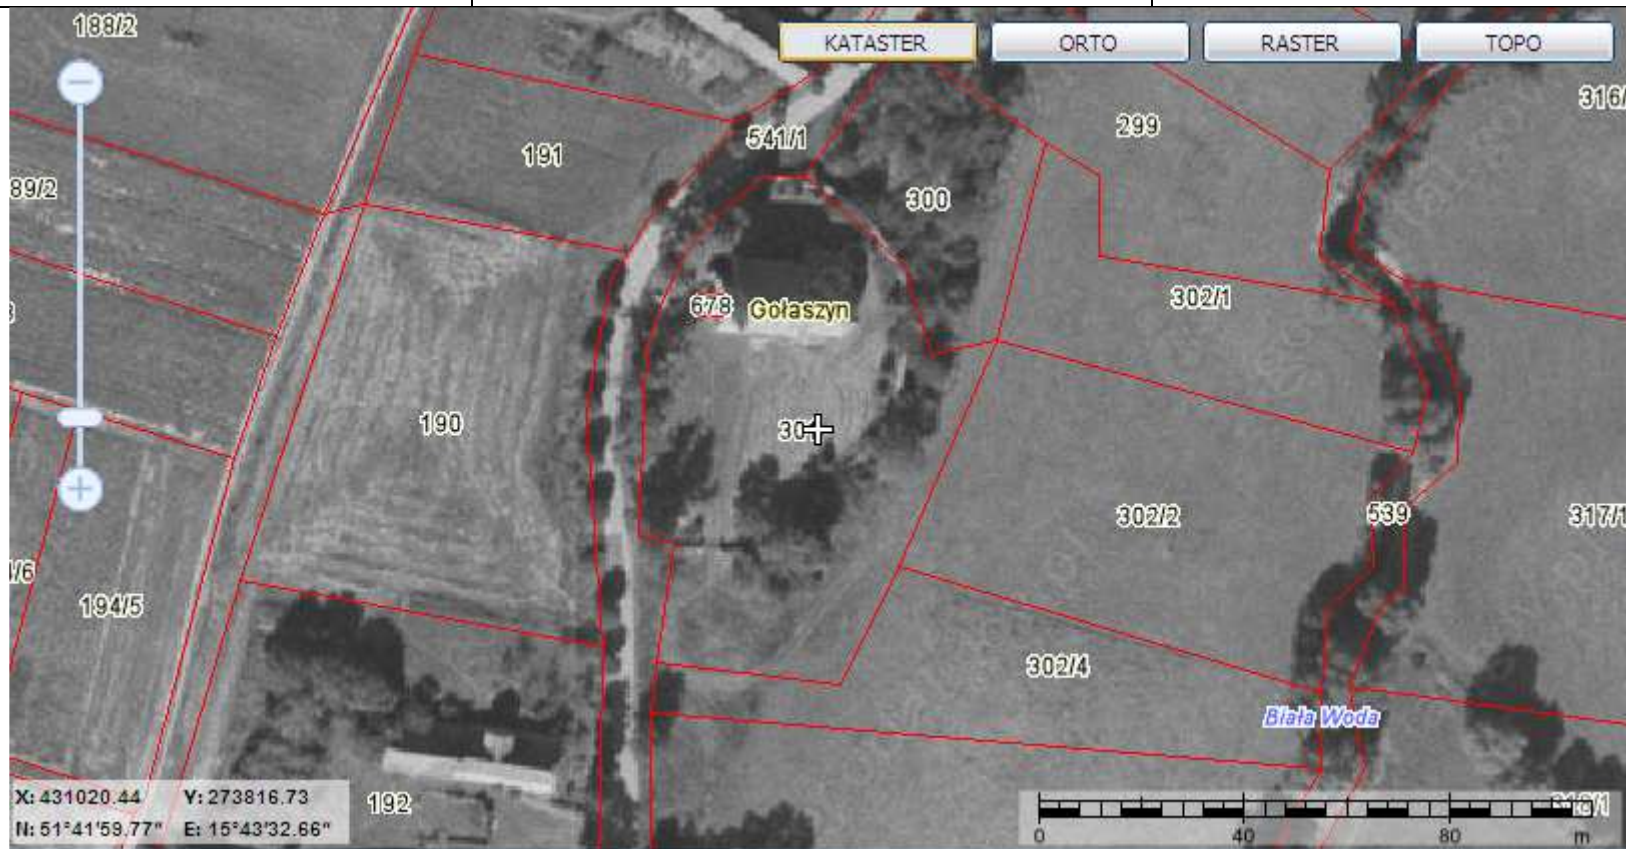 188/2
KATASTER
ORTO
RASTER
TOPO
316/
299
541/1
191
89/2
300
302/1
678
Gołaszyn
190
30
302/2
539
317/1
/6
194/5
302/4
Biała Woda
X: 431020.44 Y: 273816.73
N: 51°41'59.77" E: 15°43'32.66"
192
0 40 80 m